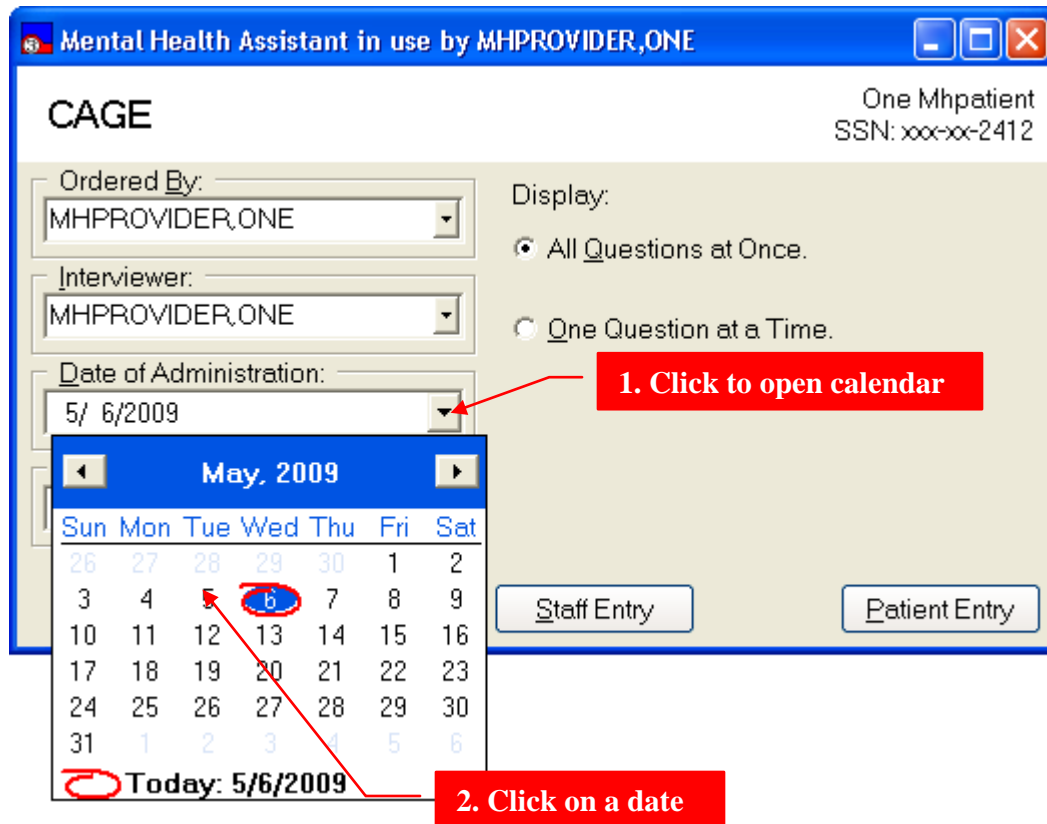 Mental Health Assistant in use by MHPROVIDER,ONE
CAGE
One Mhpatient
SSN: xxx-xx-2412
Ordered By:
MHPROVIDER,ONE
Interviewer:
MHPROVIDER,ONE
Date of Administration:
5/ 6/2009
Display:
All Questions at Once.
One Question at a Time.
1. Click to open calendar
May, 2009
Sun Mon Tue Wed Thu Fri Sat
26 27 28 29 30 1 2
3 4 5 6 7 8 9
10 11 12 13 14 15 16
17 18 19 20 21 22 23
24 25 26 27 28 29 30
31 1 2 3 4 5 6
Today: 5/6/2009
Staff Entry
Patient Entry
2. Click on a date